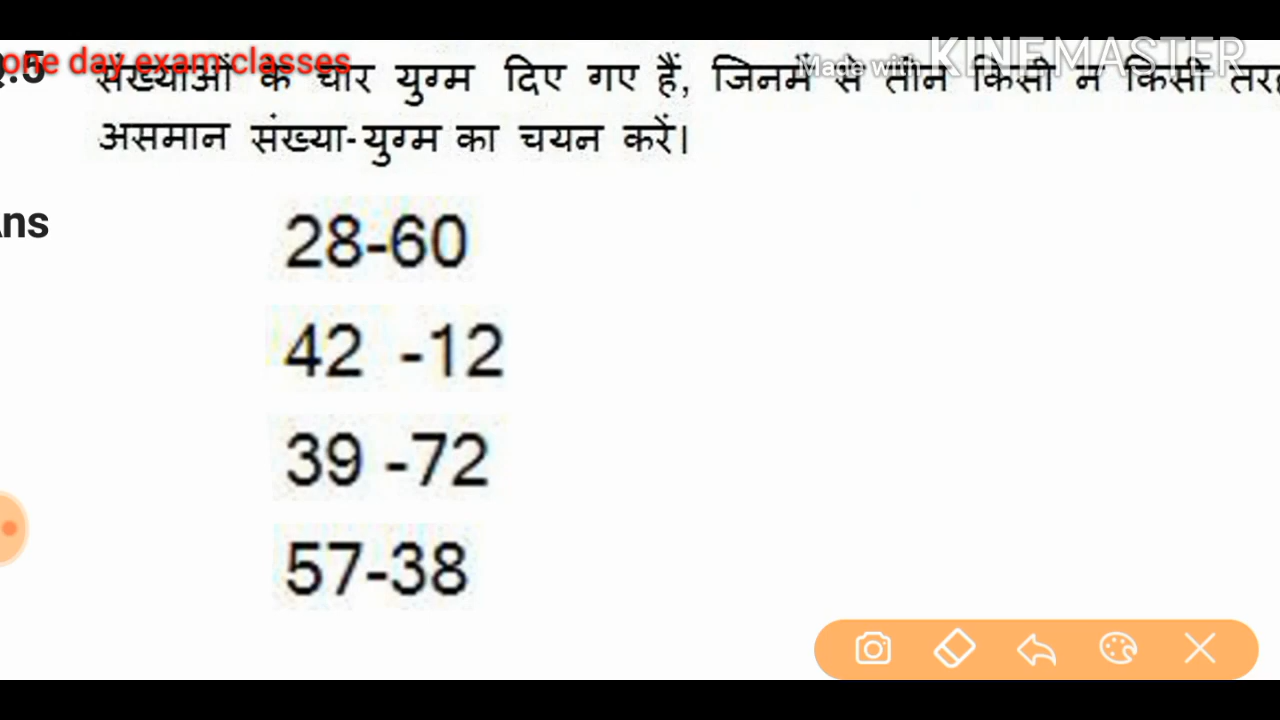 one day exam classes
Made with KINEMASTER
.5 संख्याओं के चार युग्म दिए गए हैं, जिनमें से तीन किसी न किसी तरह
असमान संख्या-युग्म का चयन करें।
Ans
28-60
42 -12
39 -72
57-38